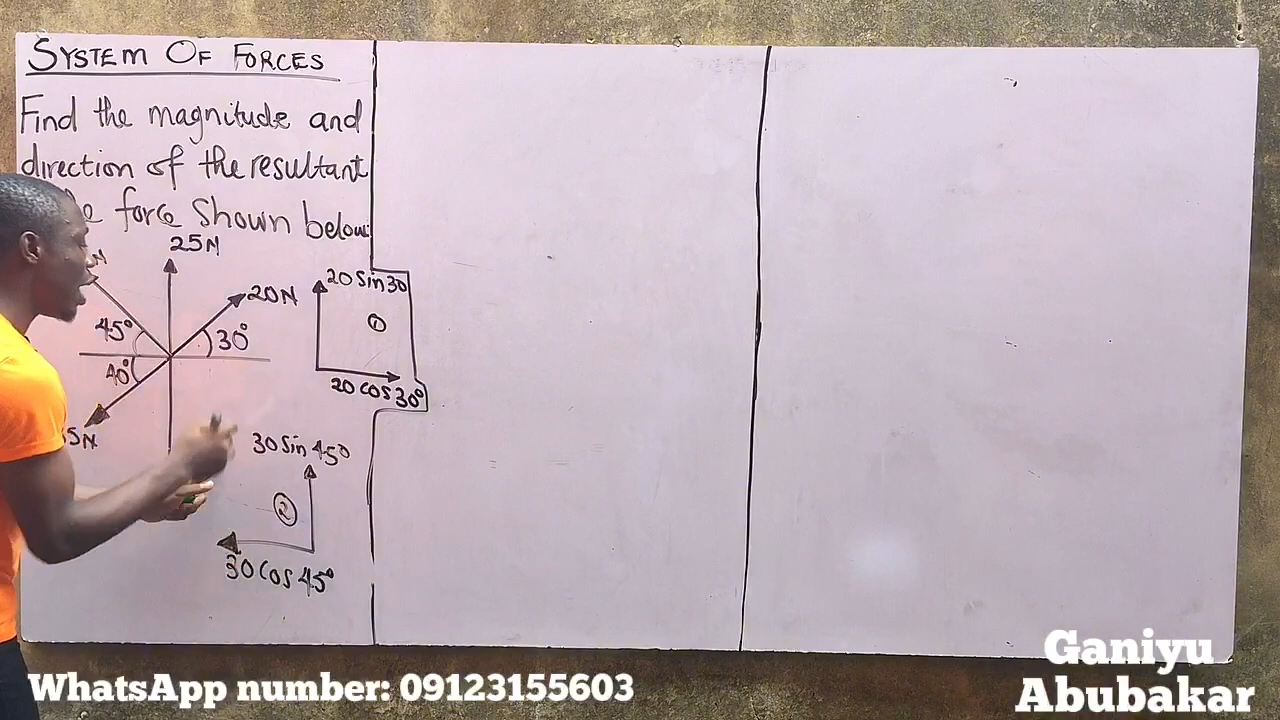 SYSTEM OF FORCES
Find the magnitude and
direction of the resultant
force shown below:
25N
20N
45°
30°
40°
5N
20 Sin 30
1
20 cos 30°
30 Sin 45°
2
30 Cos 45°
WhatsApp number: 09123155603
Ganiyu
Abubakar